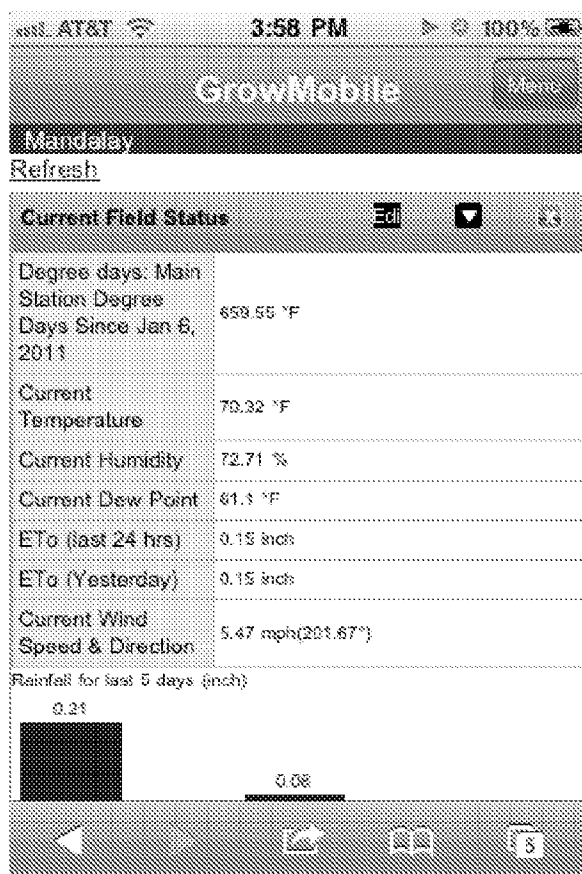 AT&T 3:58 PM 100%
GrowMobile
Menu
Mandalay
Refresh
Current Field Status Edit
Degree days: Main
Station Degree
Days Since Jan 6,
2011
659.55 °F
Current
Temperature
70.32 °F
Current Humidity 72.71 %
Current Dew Point 61.1 °F
ETo (last 24 hrs) 0.15 inch
ETo (Yesterday) 0.15 inch
Current Wind
Speed & Direction
5.47 mph(201.67°)
Rainfall for last 5 days (inch)
0.21
0.08
5